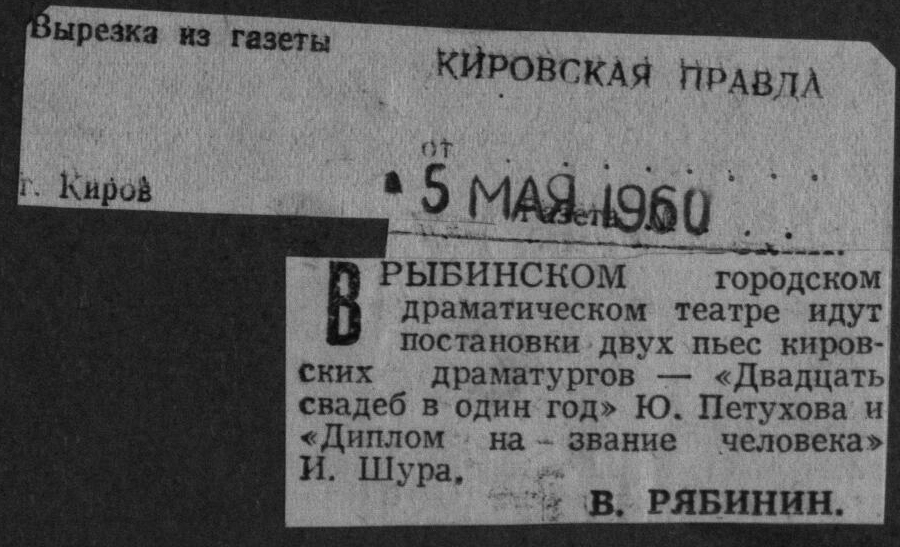 Вырезка из газеты
КИРОВСКАЯ ПРАВДА
от
г. Киров
5 МАЯ 1960
Газета №
В РЫБИНСКОМ городском
драматическом театре идут
постановки двух пьес киров-
ских драматургов — «Двадцать
свадеб в один год» Ю. Петухова и
«Диплом на звание человека»
И. Шура.
В. РЯБИНИН.